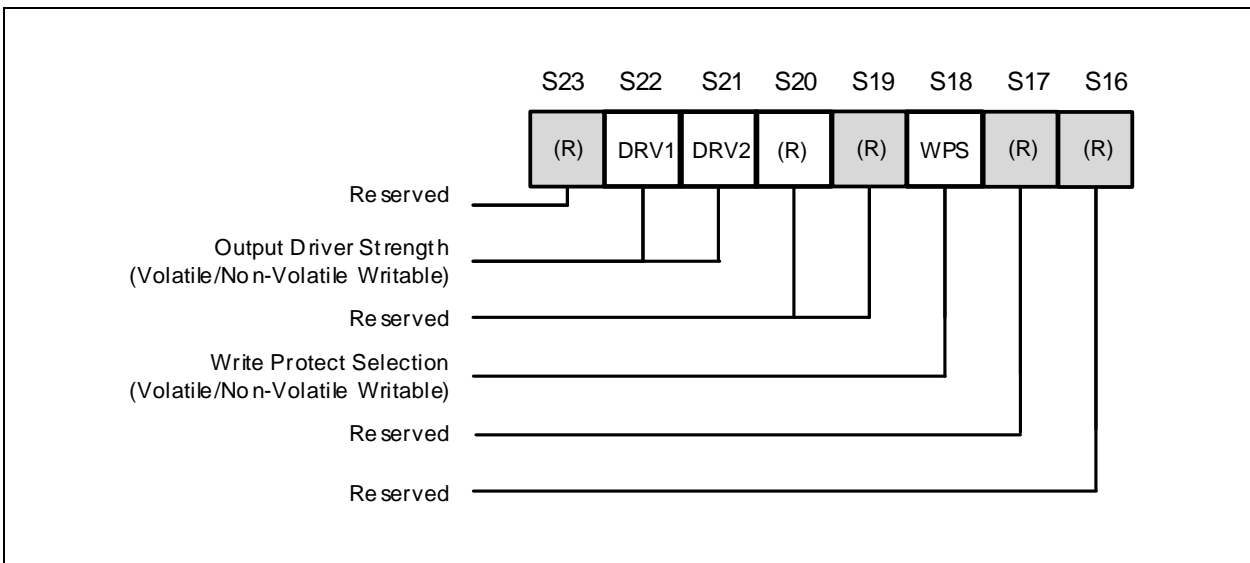 S23 S22 S21 S20 S19 S18 S17 S16
(R) DRV1 DRV2 (R) (R) WPS (R) (R)
Reserved
Output Driver Strength
(Volatile/Non-Volatile Writable)
Reserved
Write Protect Selection
(Volatile/Non-Volatile Writable)
Reserved
Reserved